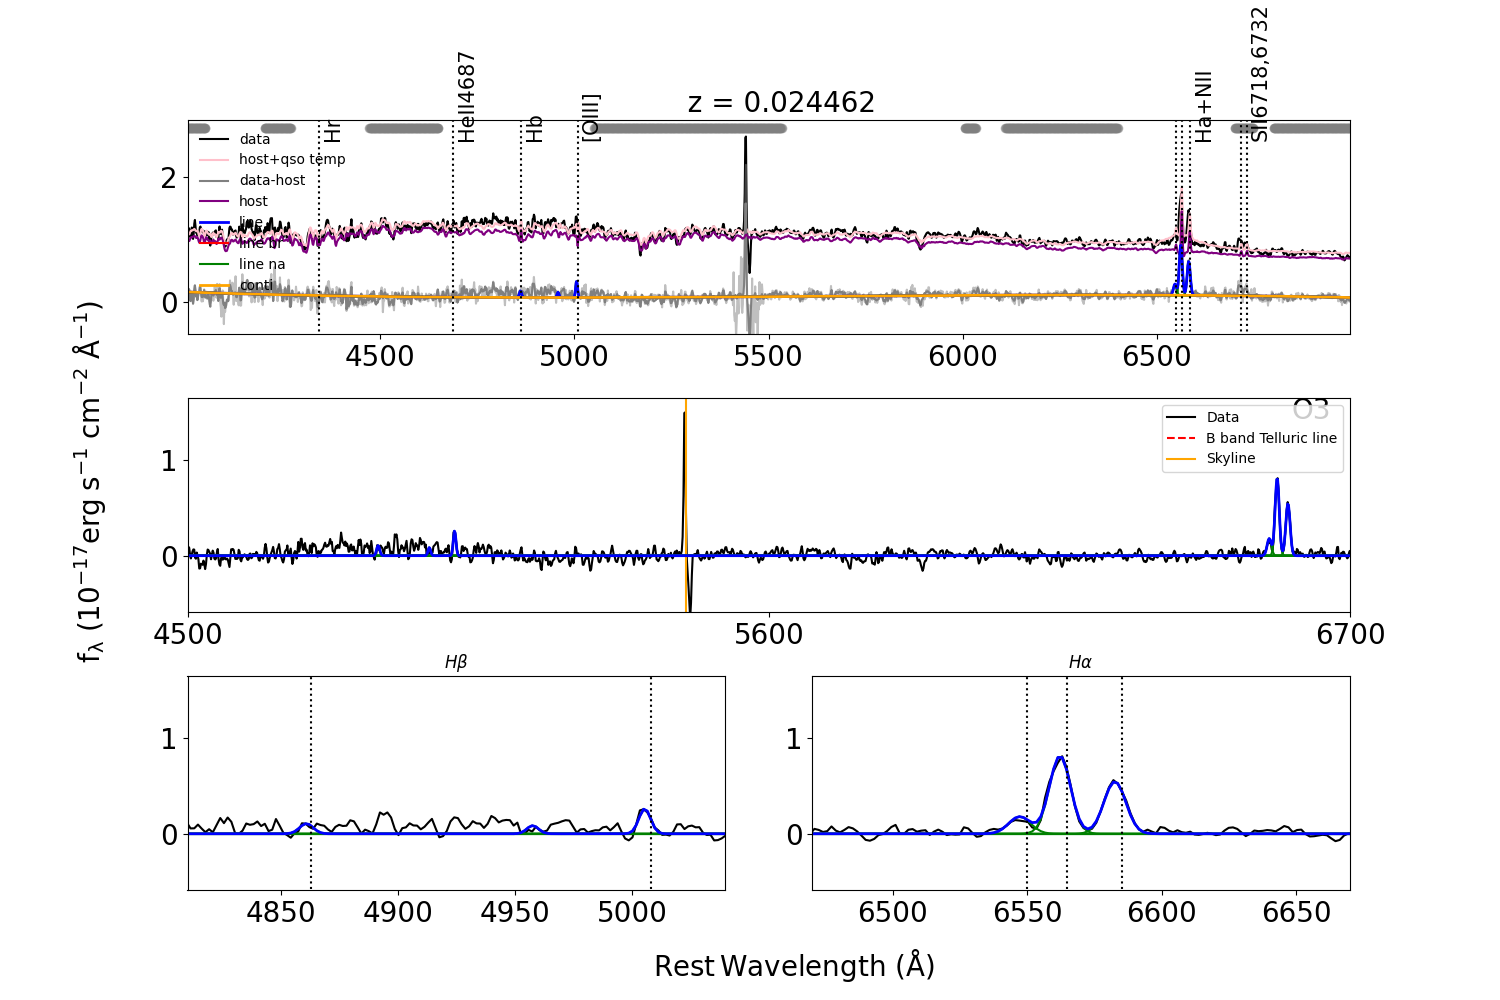 z = 0.024462
Hr
HeII4687
Hb
[OIII]
Ha+NII
SII6718,6732
data
host+qso temp
data-host
host
line
line na
conti
2
0
4500 5000 5500 6000 6500
O3
Data
B band Telluric line
Skyline
1
0
4500 5600 6700
fλ (10⁻¹⁷erg s⁻¹ cm⁻² Å⁻¹)
Hβ
1
0
4850 4900 4950 5000
Hα
1
0
6500 6550 6600 6650
Rest Wavelength (Å)